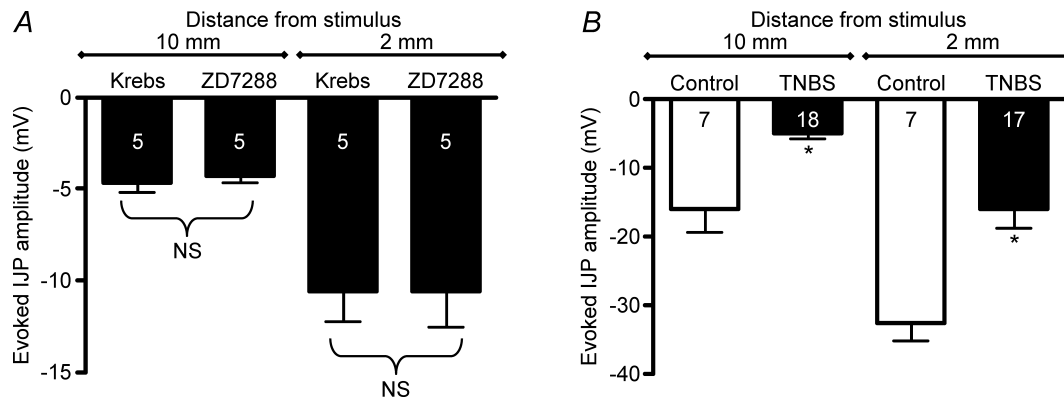 A
Distance from stimulus
10 mm
2 mm
Krebs
ZD7288
Krebs
ZD7288
Evoked IJP amplitude (mV)
0
-5
-10
-15
5
5
5
5
NS
NS
B
Distance from stimulus
10 mm
2 mm
Control
TNBS
Control
TNBS
Evoked IJP amplitude (mV)
0
-10
-20
-30
-40
7
18
7
17
*
*